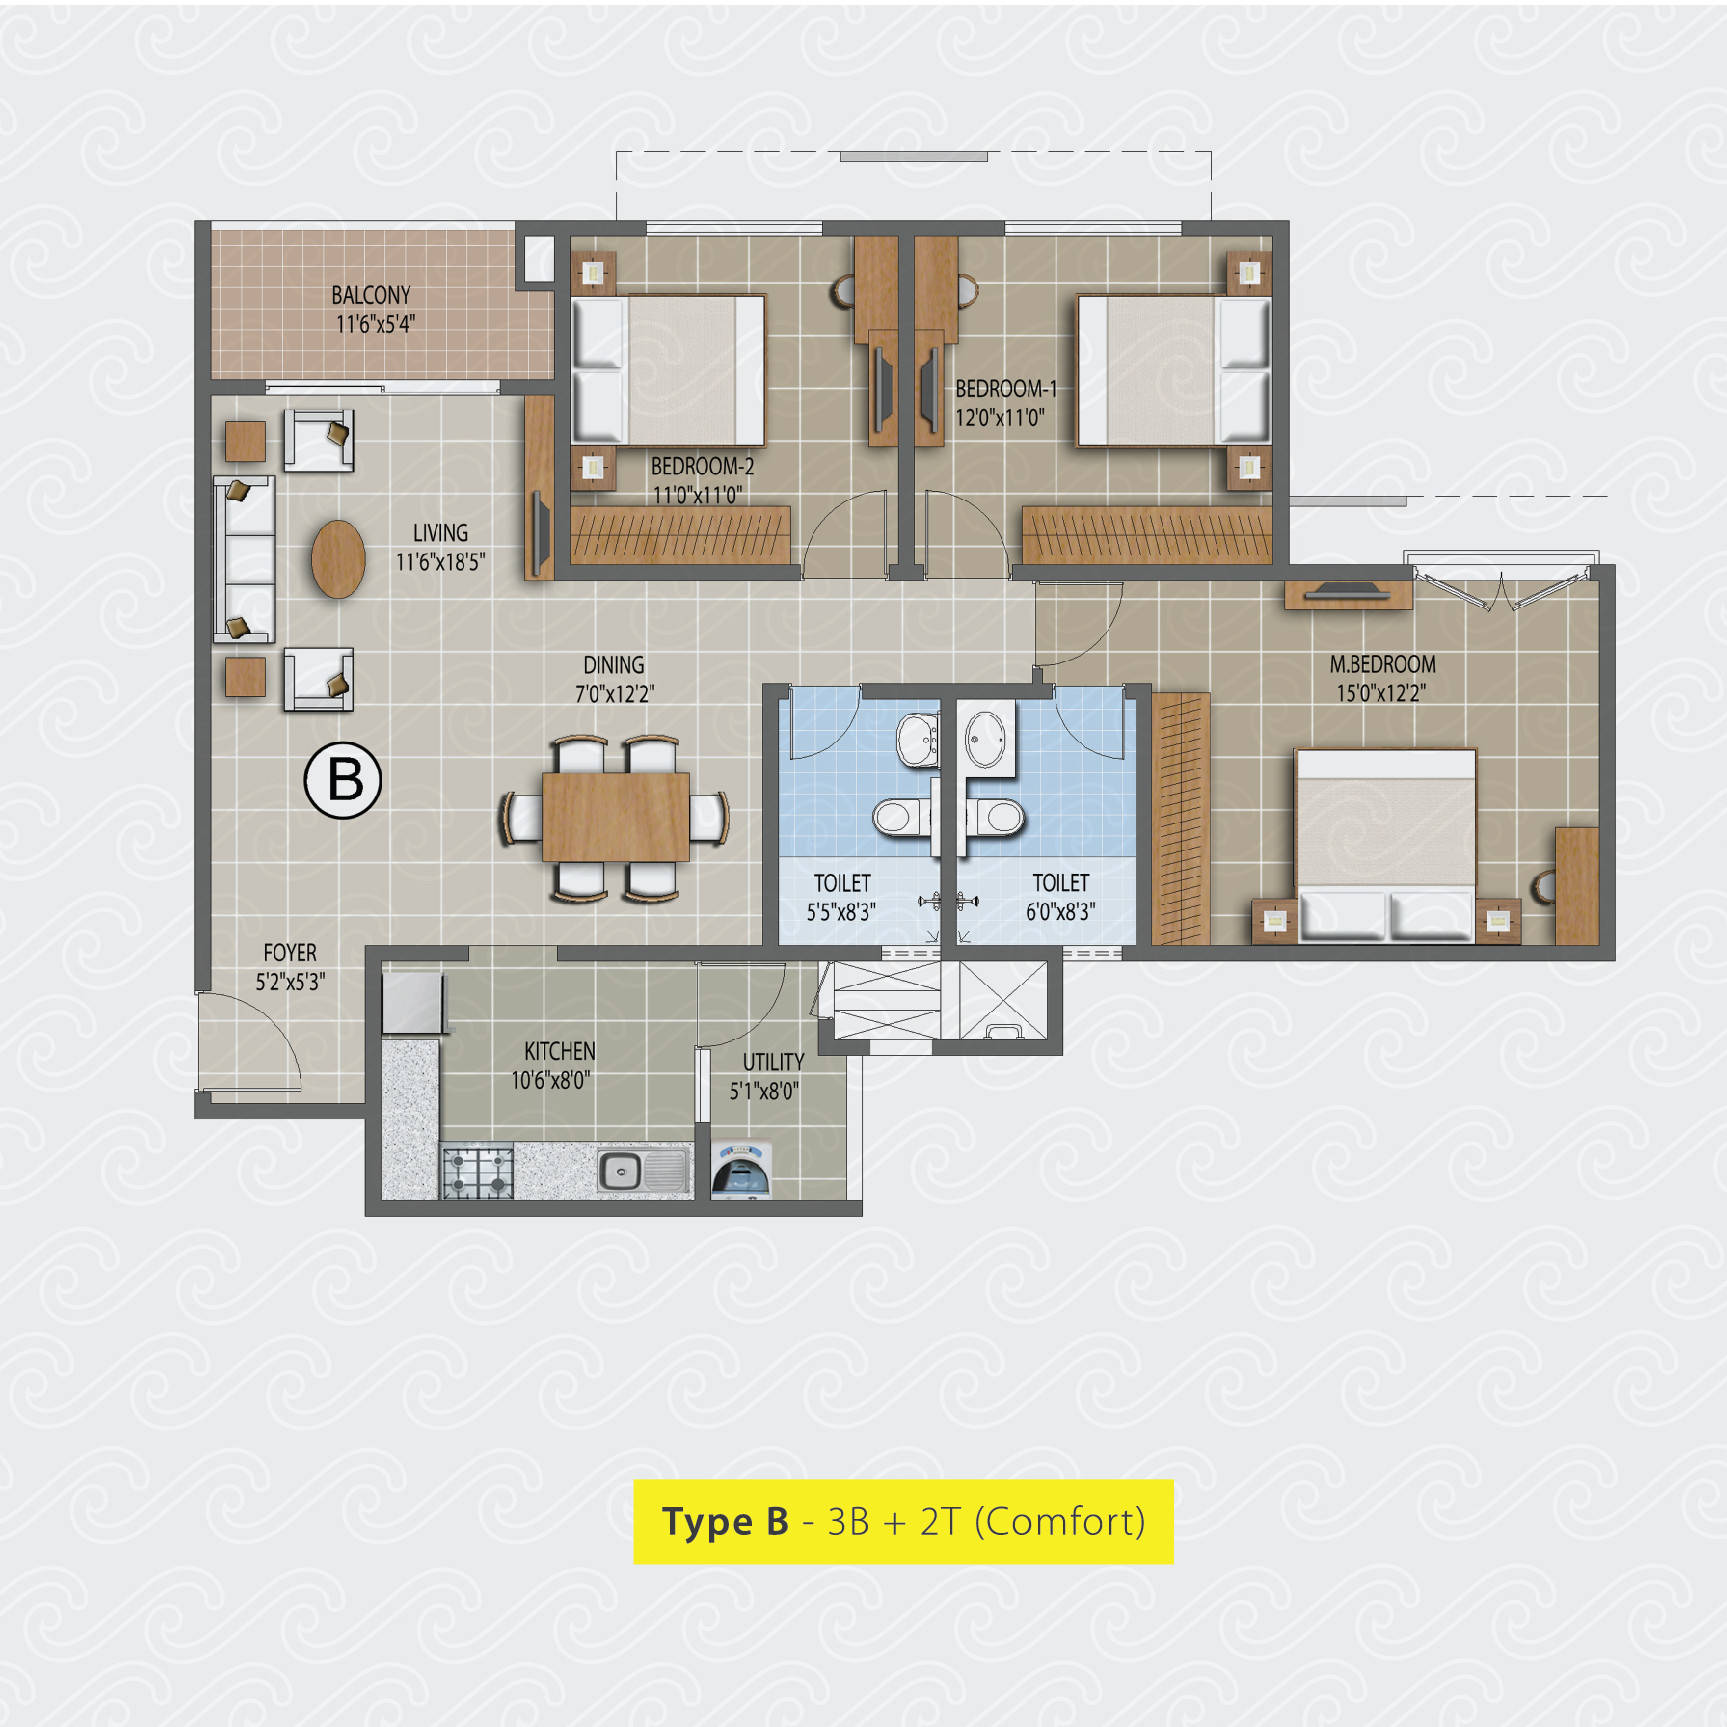 BALCONY
11'6"x5'4"
BEDROOM-2
11'0"x11'0"
BEDROOM-1
12'0"x11'0"
LIVING
11'6"x18'5"
DINING
7'0"x12'2"
M.BEDROOM
15'0"x12'2"
B
TOILET
5'5"x8'3"
TOILET
6'0"x8'3"
FOYER
5'2"x5'3"
KITCHEN
10'6"x8'0"
UTILITY
5'1"x8'0"
Type B - 3B + 2T (Comfort)